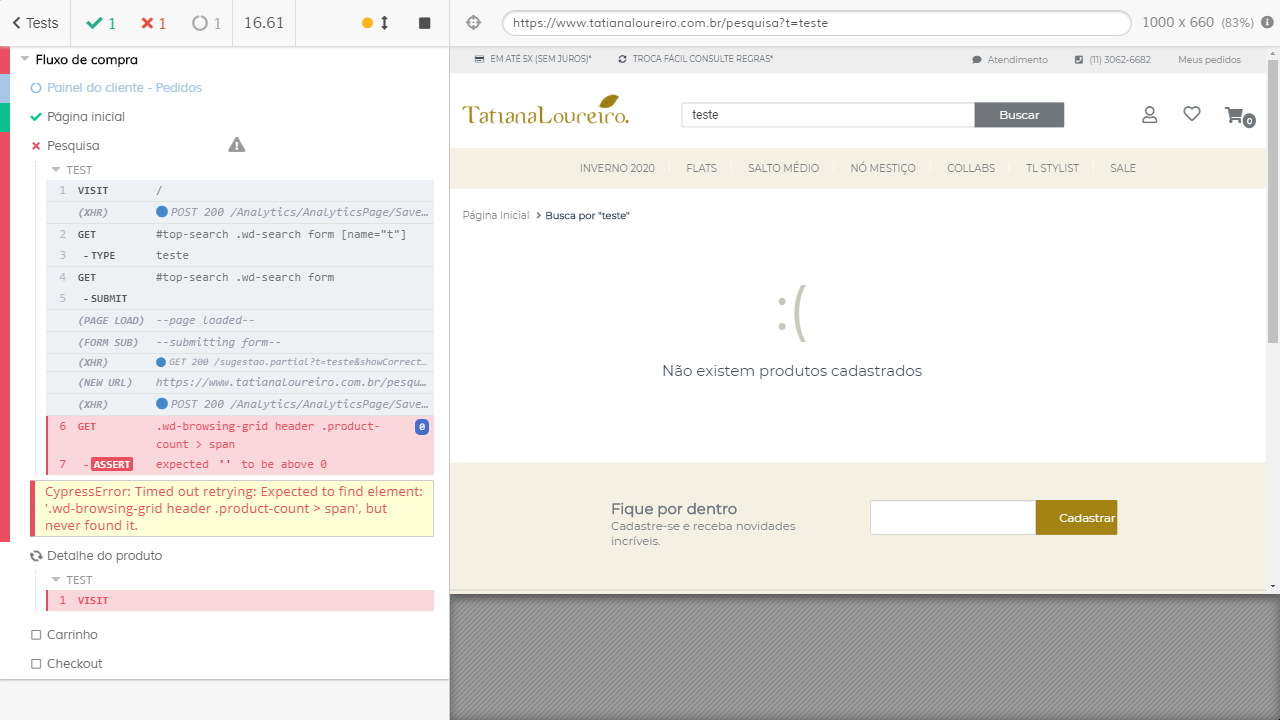 Tests
1
1
1
16.61
Fluxo de compra
Painel do cliente - Pedidos
Página inicial
Pesquisa
TEST
1 VISIT /
(XHR) POST 200 /Analytics/AnalyticsPage/Save…
2 GET #top-search .wd-search form [name="t"]
3 - TYPE teste
4 GET #top-search .wd-search form
5 - SUBMIT
(PAGE LOAD) --page loaded--
(FORM SUB) --submitting form--
(XHR) GET 200 /sugestao.partial?t=teste&showCorrect…
(NEW URL) https://www.tatianaloureiro.com.br/pesqu…
(XHR) POST 200 /Analytics/AnalyticsPage/Save…
6 GET .wd-browsing-grid header .product- 0
count > span
7 - ASSERT expected '' to be above 0
CypressError: Timed out retrying: Expected to find element:
'.wd-browsing-grid header .product-count > span', but
never found it.
Detalhe do produto
TEST
1 VISIT
Carrinho
Checkout
https://www.tatianaloureiro.com.br/pesquisa?t=teste
1000 x 660 (83%)
EM ATÉ 5X (SEM JUROS)* TROCA FÁCIL CONSULTE REGRAS* Atendimento (11) 3062-6682 Meus pedidos
TatianaLoureiro.
teste
Buscar
0
INVERNO 2020 FLATS SALTO MÉDIO NÓ MESTIÇO COLLABS TL STYLIST SALE
Página Inicial > Busca por "teste"
:(
Não existem produtos cadastrados
Fique por dentro
Cadastre-se e receba novidades
incríveis.
Cadastrar